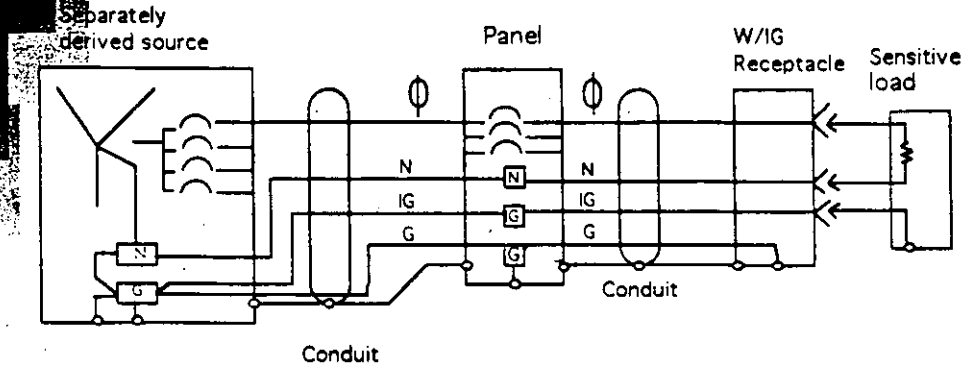 Separately
derived source
Panel
W/IG
Receptacle
Sensitive
load
ϕ
ϕ
N
N
N
IG
G
IG
G
G
G
N
G
Conduit
Conduit